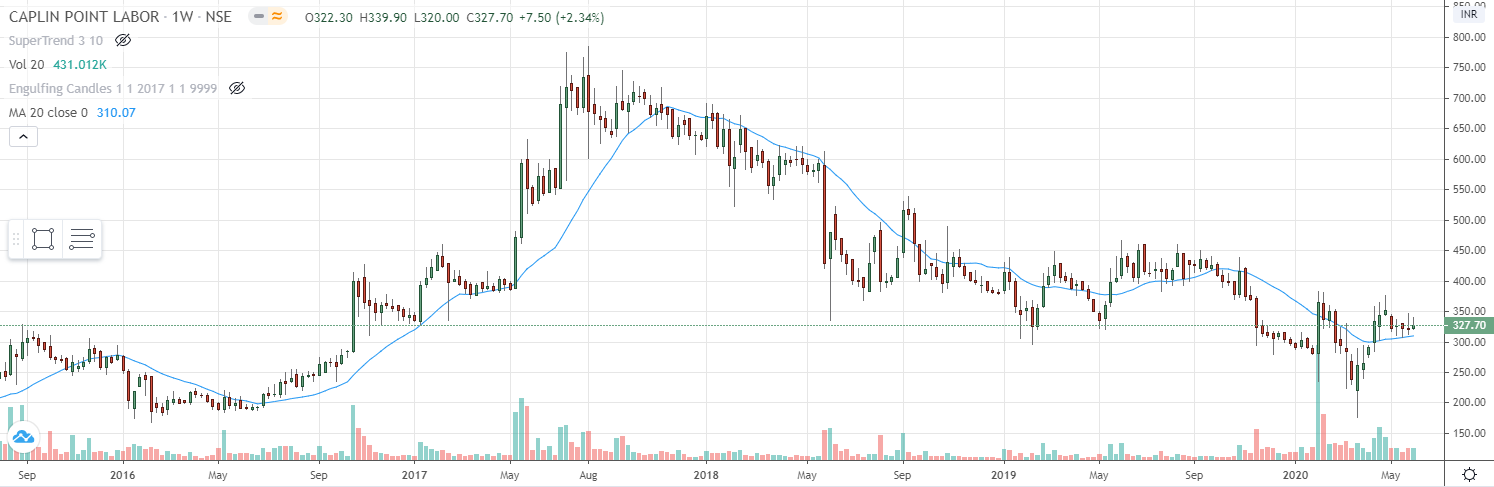 CAPLIN POINT LABOR · 1W · NSE O322.30 H339.90 L320.00 C327.70 +7.50 (+2.34%)
INR
SuperTrend 3 10
Vol 20 431.012K
Engulfing Candles 1 1 2017 1 1 9999
MA 20 close 0 310.07
850.00
800.00
750.00
700.00
650.00
600.00
550.00
500.00
450.00
400.00
350.00
327.70
300.00
250.00
200.00
150.00
Sep 2016 May Sep 2017 May Aug 2018 May Sep 2019 May Sep 2020 May